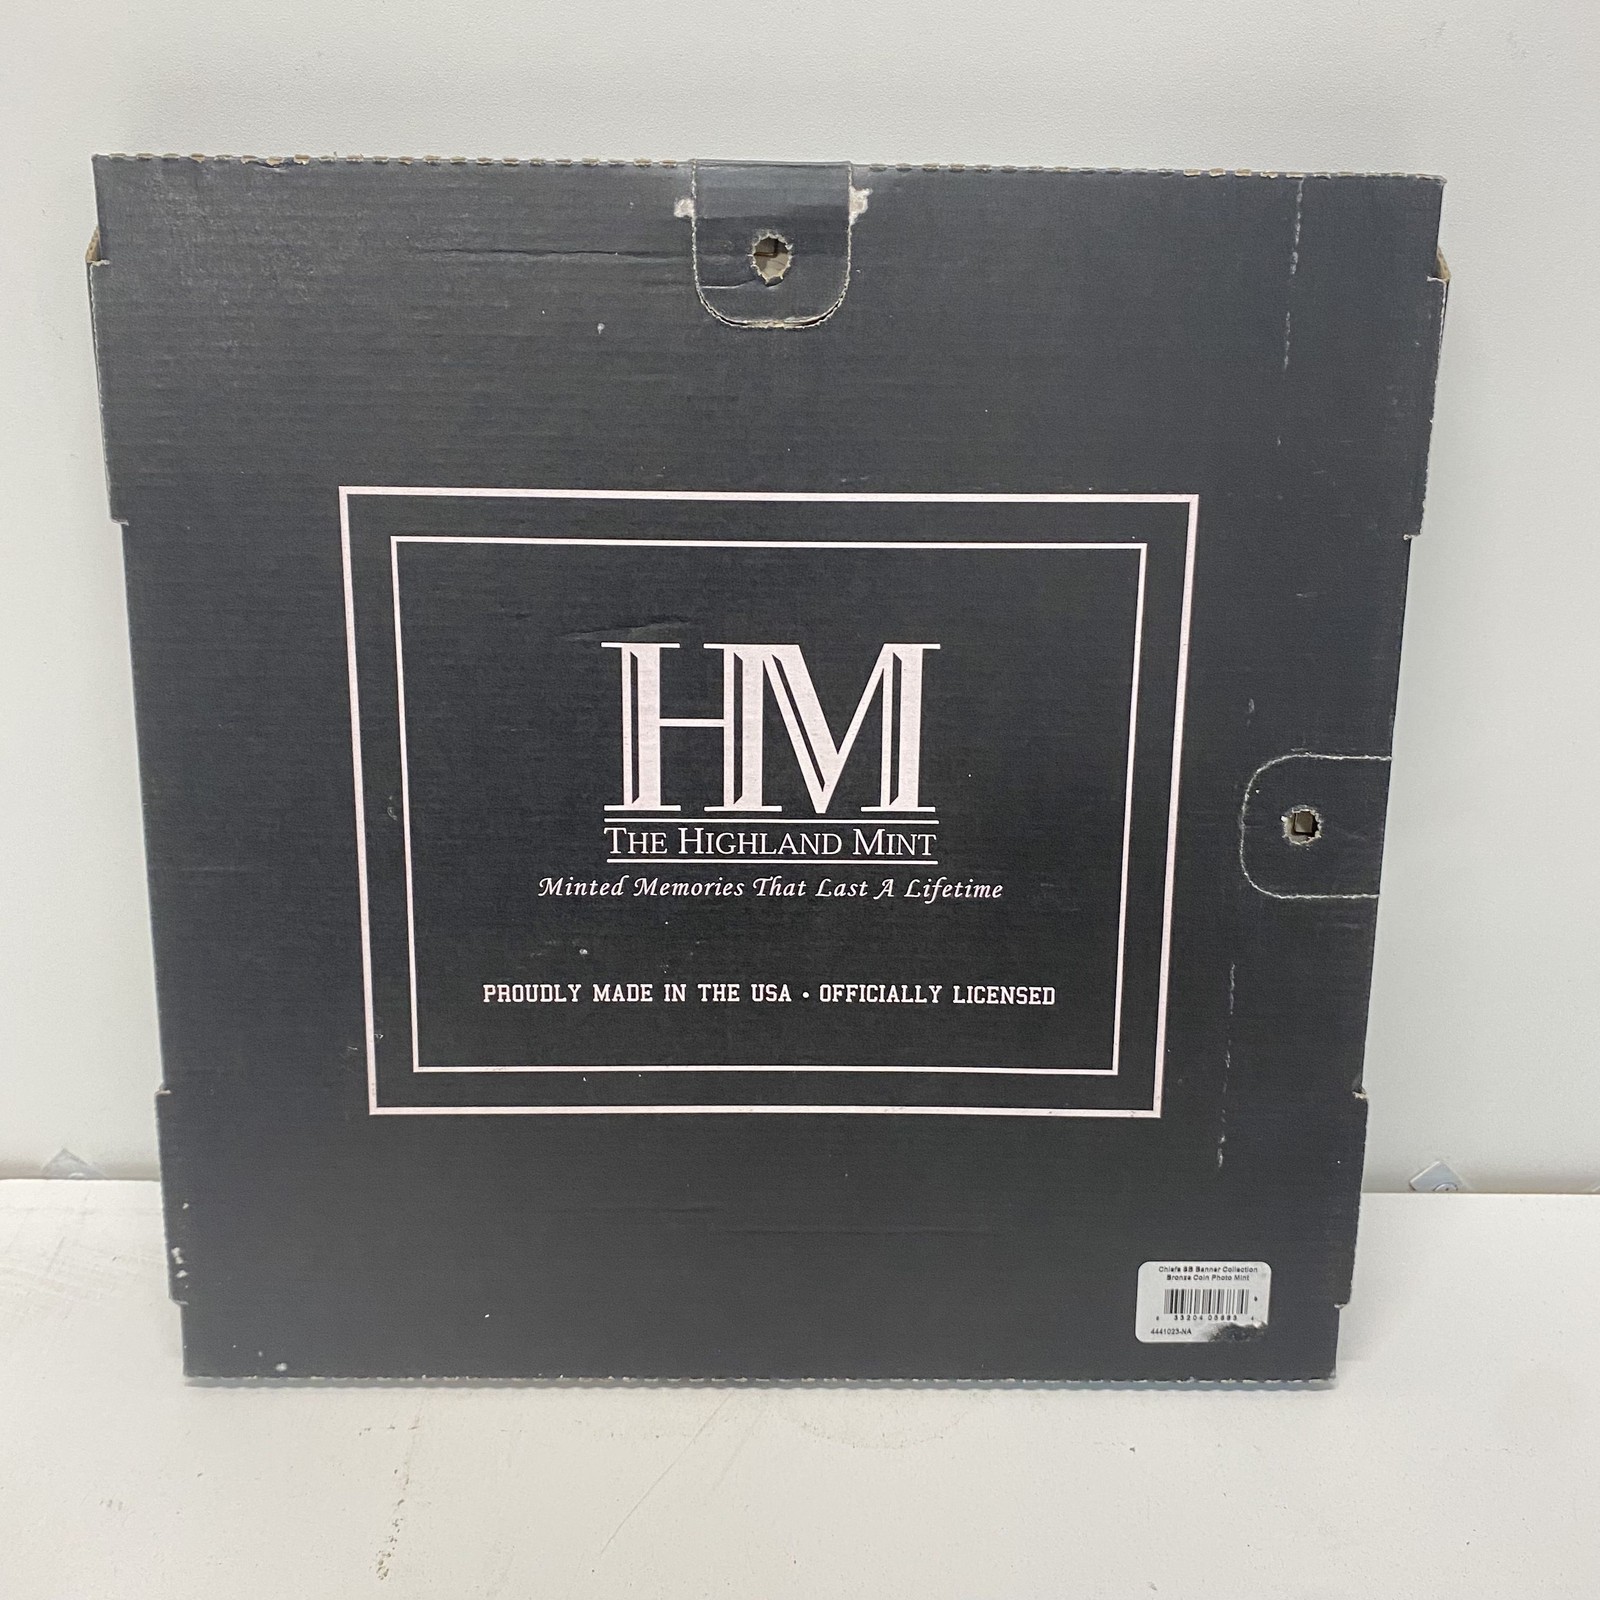 HM
THE HIGHLAND MINT
Minted Memories That Last A Lifetime
PROUDLY MADE IN THE USA • OFFICIALLY LICENSED
Chiefs SB Banner Collection
Bronze Coin Photo Mint
4441023-NA